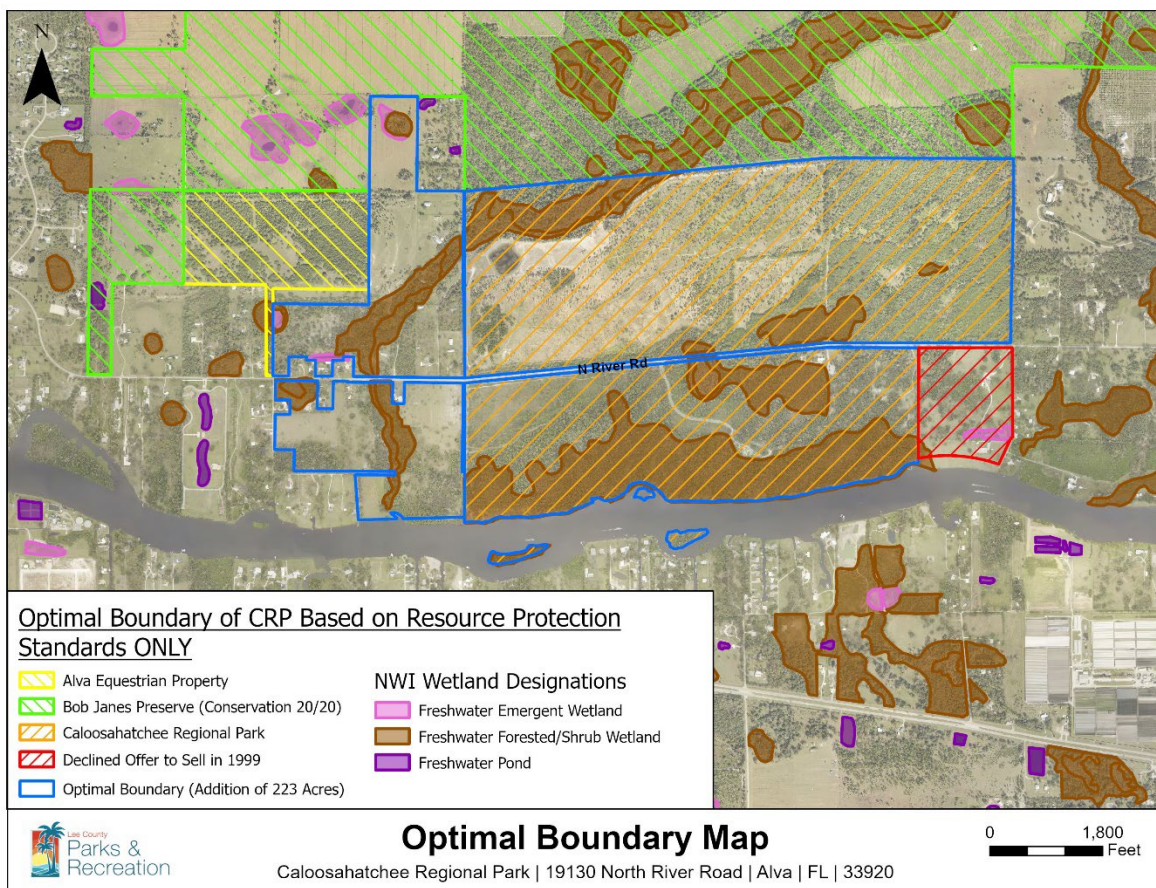 N
N River Rd
Optimal Boundary of CRP Based on Resource Protection
Standards ONLY
Alva Equestrian Property
Bob Janes Preserve (Conservation 20/20)
Caloosahatchee Regional Park
Declined Offer to Sell in 1999
Optimal Boundary (Addition of 223 Acres)
NWI Wetland Designations
Freshwater Emergent Wetland
Freshwater Forested/Shrub Wetland
Freshwater Pond
Lee County
Parks &
Recreation
Optimal Boundary Map
Caloosahatchee Regional Park | 19130 North River Road | Alva | FL | 33920
0 1,800
Feet